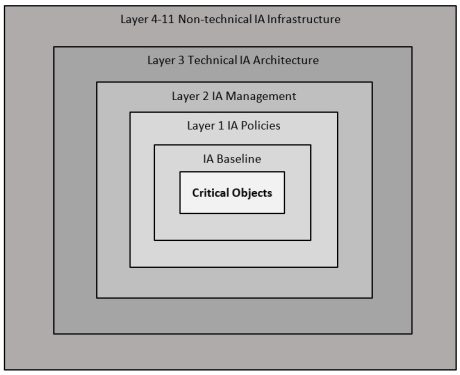 Layer 4-11 Non-technical IA Infrastructure
Layer 3 Technical IA Architecture
Layer 2 IA Management
Layer 1 IA Policies
IA Baseline
Critical Objects